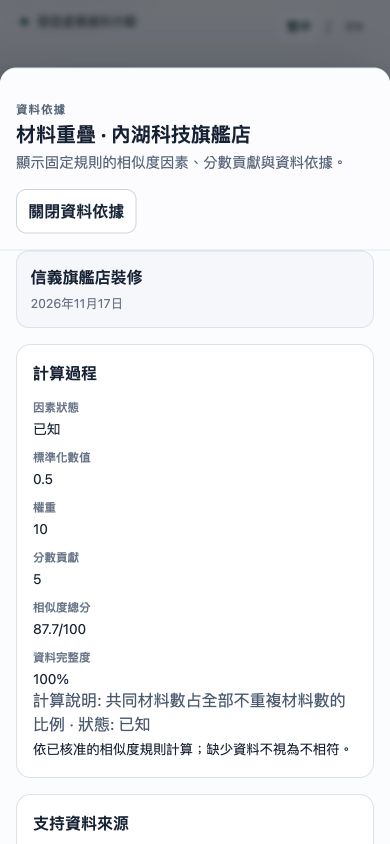 資料依據
材料重疊 · 內湖科技旗艦店
顯示固定規則的相似度因素、分數貢獻與資料依據。
關閉資料依據
信義旗艦店裝修
2026年11月17日
計算過程
因素狀態
已知
標準化數值
0.5
權重
10
分數貢獻
5
相似度總分
87.7/100
資料完整度
100%
計算說明: 共同材料數占全部不重複材料數的
比例 · 狀態: 已知
依已核准的相似度規則計算；缺少資料不視為不相符。
支持資料來源